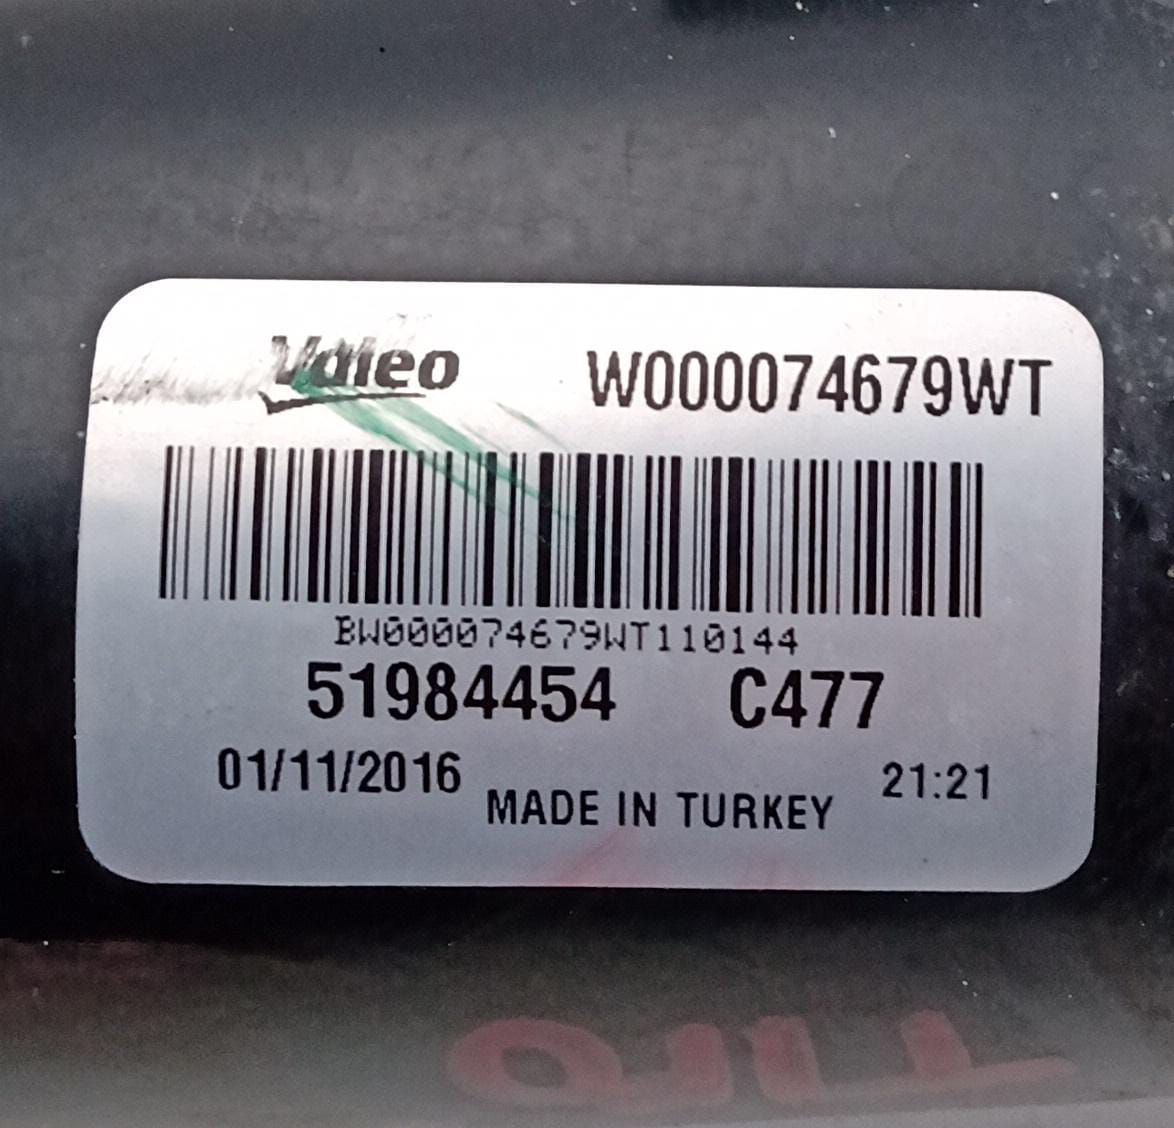 Valeo W000074679WT
BW000074679WT110144
51984454 C477
01/11/2016 MADE IN TURKEY 21:21